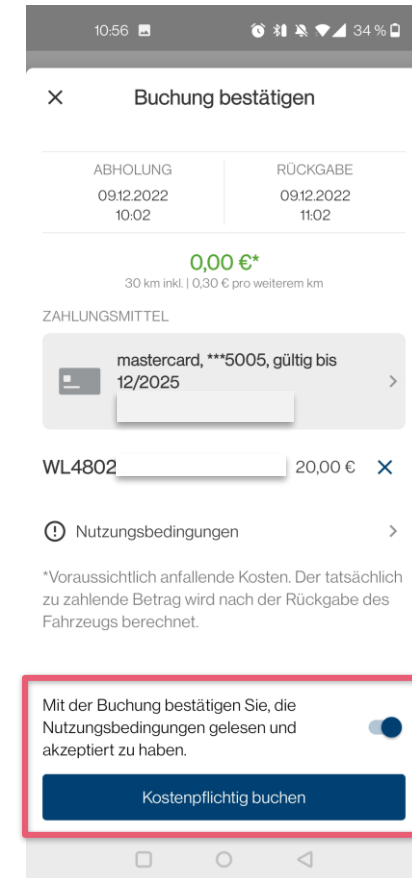 10:56 34 %
Buchung bestätigen
ABHOLUNG RÜCKGABE
09.12.2022 09.12.2022
10:02 11:02
0,00 €*
30 km inkl. | 0,30 € pro weiterem km
ZAHLUNGSMITTEL
mastercard, ***5005, gültig bis
12/2025
WL4802 20,00 €
Nutzungsbedingungen
*Voraussichtlich anfallende Kosten. Der tatsächlich
zu zahlende Betrag wird nach der Rückgabe des
Fahrzeugs berechnet.
Mit der Buchung bestätigen Sie, die
Nutzungsbedingungen gelesen und
akzeptiert zu haben.
Kostenpflichtig buchen